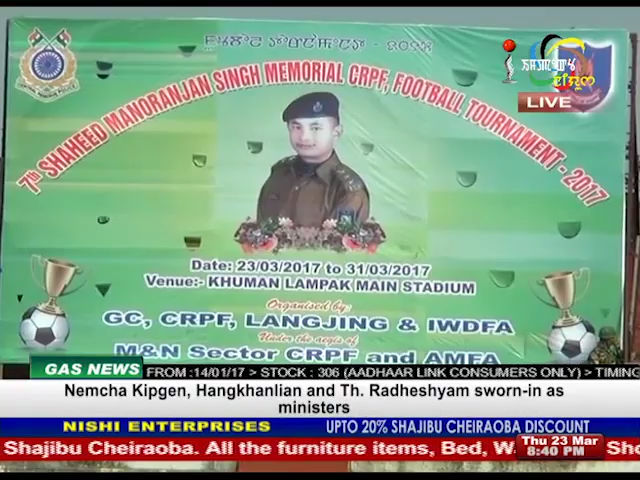 LIVE
7th SHAHEED MANORANJAN SINGH MEMORIAL CRPF, FOOTBALL TOURNAMENT - 2017
Date: 23/03/2017 to 31/03/2017
Venue:- KHUMAN LAMPAK MAIN STADIUM
Organised by:
GC, CRPF, LANGJING & IWDFA
Under the aegis of
M&N Sector CRPF and AMFA
GAS NEWS FROM :14/01/17 > STOCK : 306 (AADHAAR LINK CONSUMERS ONLY) > TIMING
Nemcha Kipgen, Hangkhanlian and Th. Radheshyam sworn-in as
ministers
NISHI ENTERPRISES UPTO 20% SHAJIBU CHEIRAOBA DISCOUNT
Shajibu Cheiraoba. All the furniture items, Bed, Sho
Thu 23 Mar
8:40 PM